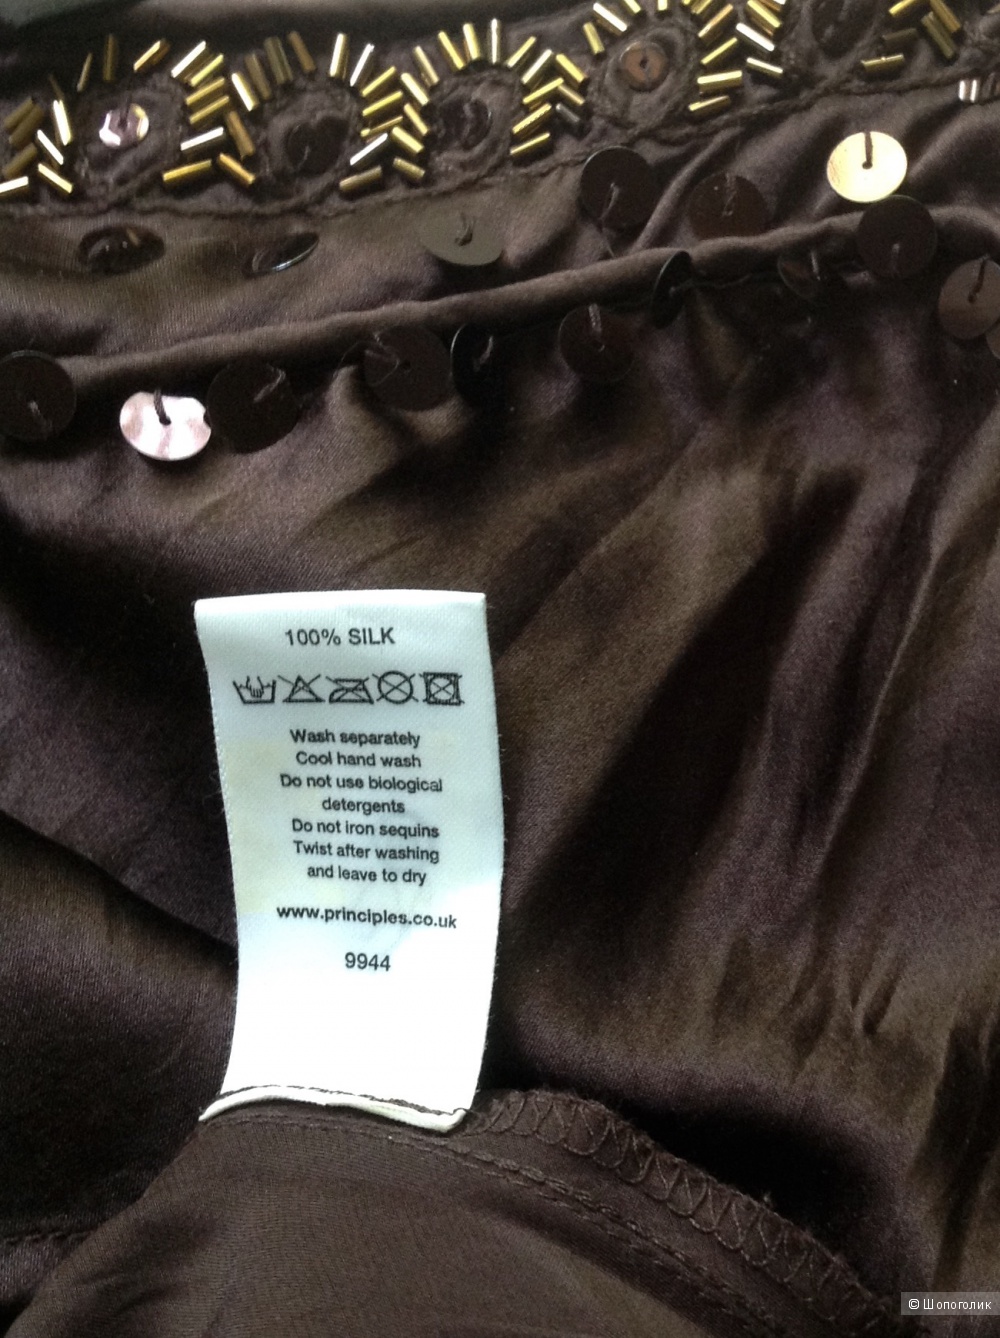 100% SILK
Wash separately
Cool hand wash
Do not use biological
detergents
Do not iron sequins
Twist after washing
and leave to dry
www.principles.co.uk
9944
© Шопоголик